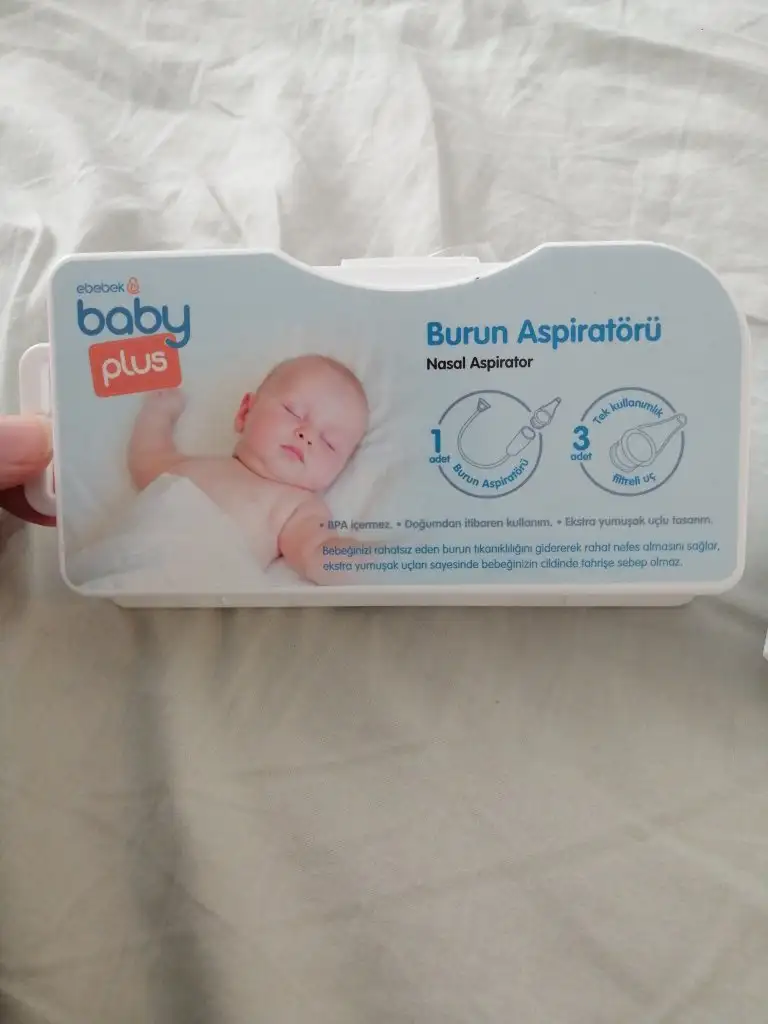 ebebek
baby
plus
Burun Aspiratörü
Nasal Aspirator
1
adet
Burun Aspiratörü
3
adet
Tek kullanımlık
filtreli uç
• BPA içermez. • Doğumdan itibaren kullanım. • Ekstra yumuşak uçlu tasarım.
Bebeğinizi rahatsız eden burun tıkanıklılığını gidererek rahat nefes almasını sağlar,
ekstra yumuşak uçları sayesinde bebeğinizin cildinde tahrişe sebep olmaz.